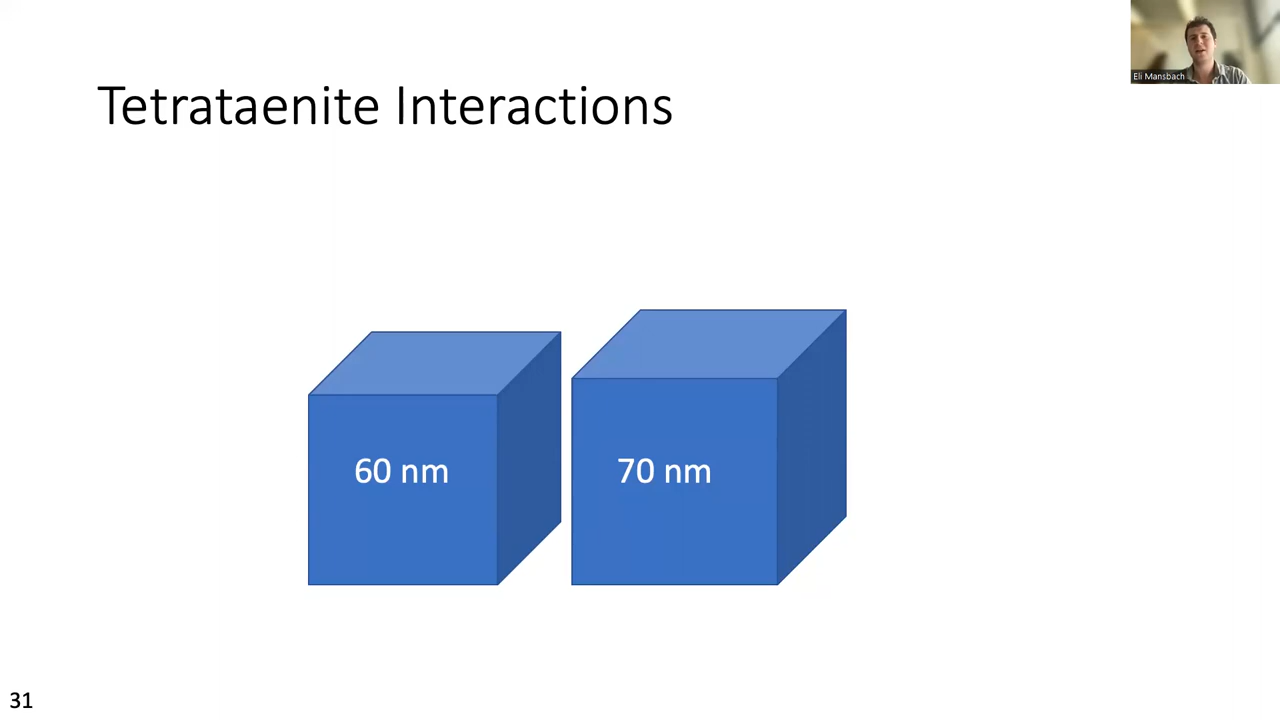 Eli Mansbach
Tetrataenite Interactions
60 nm
70 nm
31